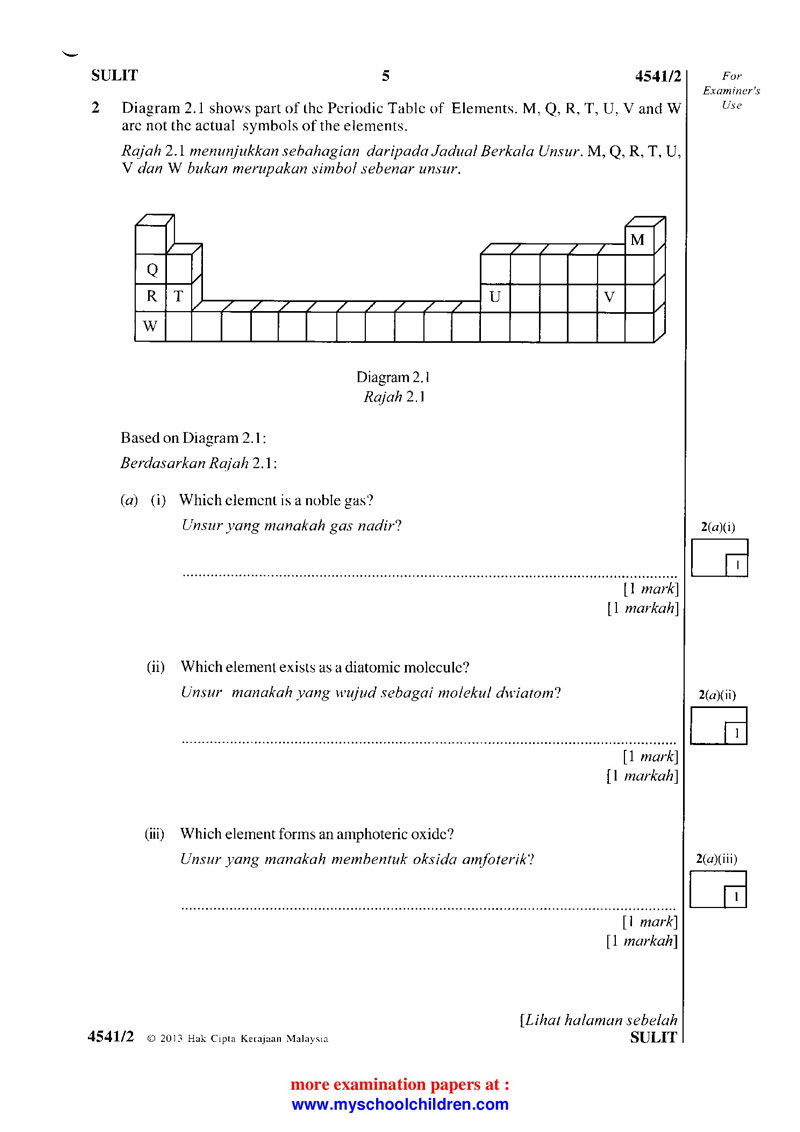 SULIT 5 4541/2
For
Examiner's
Use
2 Diagram 2.1 shows part of the Periodic Table of Elements. M, Q, R, T, U, V and W
are not the actual symbols of the elements.
Rajah 2.1 menunjukkan sebahagian daripada Jadual Berkala Unsur. M, Q, R, T, U,
V dan W bukan merupakan simbol sebenar unsur.
M
Q
R T U V
W
Diagram 2.1
Rajah 2.1
Based on Diagram 2.1:
Berdasarkan Rajah 2.1:
(a) (i) Which element is a noble gas?
Unsur yang manakah gas nadir?
2(a)(i)
1
[1 mark]
[1 markah]
(ii) Which element exists as a diatomic molecule?
Unsur manakah yang wujud sebagai molekul dwiatom?
2(a)(ii)
1
[1 mark]
[1 markah]
(iii) Which element forms an amphoteric oxide?
Unsur yang manakah membentuk oksida amfoterik?
2(a)(iii)
1
[1 mark]
[1 markah]
[Lihat halaman sebelah
4541/2 © 2013 Hak Cipta Kerajaan Malaysia SULIT
more examination papers at :
www.myschoolchildren.com